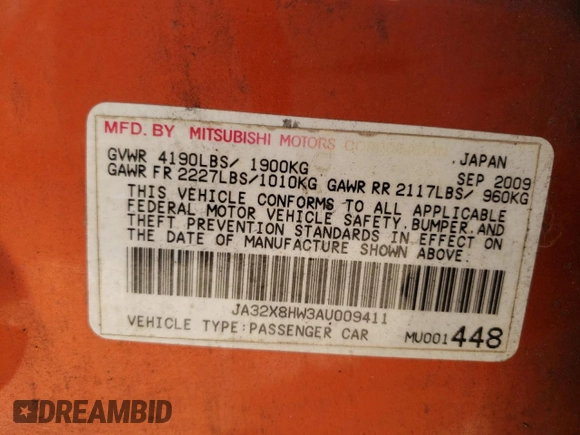 MFD. BY MITSUBISHI MOTORS
GVWR 4190LBS/ 1900KG , JAPAN
GAWR FR 2227LBS/1010KG GAWR RR 2117LBS/ 960KG SEP 2009
THIS VEHICLE CONFORMS TO ALL APPLICABLE
FEDERAL MOTOR VEHICLE SAFETY, BUMPER, AND
THEFT PREVENTION STANDARDS IN EFFECT ON
THE DATE OF MANUFACTURE SHOWN ABOVE.
JA32X8HW3AU009411
VEHICLE TYPE:PASSENGER CAR MU001448
DREAMBID